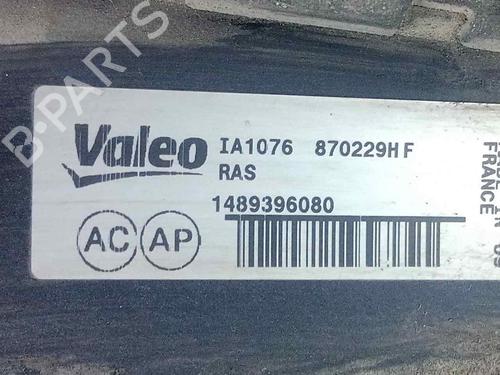 B-PARTS
Valeo
IA1076 870229HF
RAS
1489396080
AC AP
FRANCE